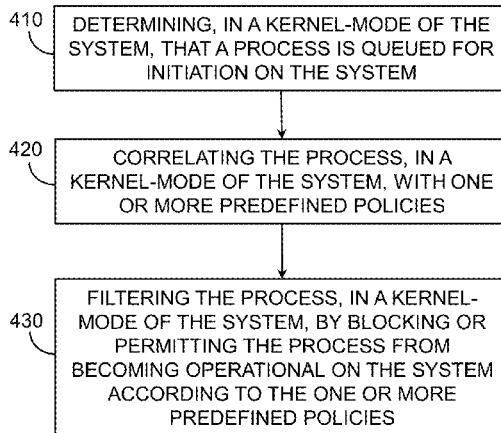 410
DETERMINING, IN A KERNEL-MODE OF THE
SYSTEM, THAT A PROCESS IS QUEUED FOR
INITIATION ON THE SYSTEM
420
CORRELATING THE PROCESS, IN A
KERNEL-MODE OF THE SYSTEM, WITH ONE
OR MORE PREDEFINED POLICIES
430
FILTERING THE PROCESS, IN A KERNEL-
MODE OF THE SYSTEM, BY BLOCKING OR
PERMITTING THE PROCESS FROM
BECOMING OPERATIONAL ON THE SYSTEM
ACCORDING TO THE ONE OR MORE
PREDEFINED POLICIES